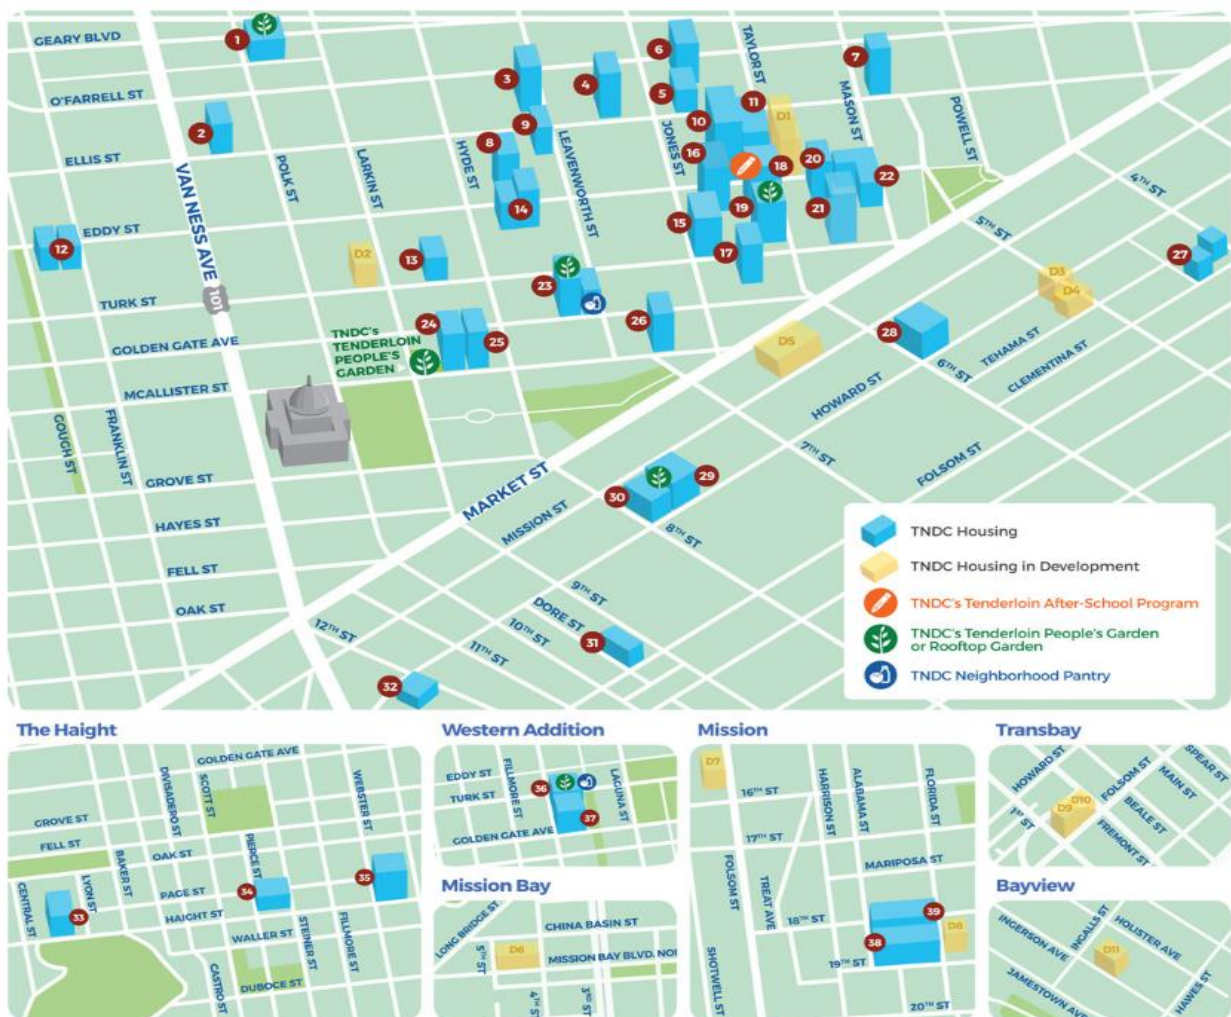 GEARY BLVD
O'FARRELL ST
ELLIS ST
EDDY ST
TURK ST
GOLDEN GATE AVE
MCALLISTER ST
GROVE ST
HAYES ST
FELL ST
OAK ST
GOUGH ST
FRANKLIN ST
VAN NESS AVE
101
POLK ST
LARKIN ST
HYDE ST
LEAVENWORTH ST
JONES ST
TAYLOR ST
MASON ST
POWELL ST
MARKET ST
MISSION ST
HOWARD ST
TEHAMA ST
CLEMENTINA ST
FOLSOM ST
4TH ST
5TH ST
6TH ST
7TH ST
8TH ST
9TH ST
DORE ST
10TH ST
11TH ST
12TH ST
TNDC's
TENDERLOIN
PEOPLE'S
GARDEN
1
2
3
4
5
6
7
8
9
10
11
12
13
14
15
16
17
18
19
20
21
22
23
24
25
26
27
28
29
30
31
32
D1
D2
D3
D4
D5
TNDC Housing
TNDC Housing in Development
TNDC's Tenderloin After-School Program
TNDC's Tenderloin People's Garden
or Rooftop Garden
TNDC Neighborhood Pantry
The Haight
GOLDEN GATE AVE
DIVISADERO ST
SCOTT ST
WEBSTER ST
GROVE ST
FELL ST
OAK ST
PIERCE ST
BAKER ST
LYON ST
CENTRAL ST
PAGE ST
HAIGHT ST
WALLER ST
STEINER ST
FILLMORE ST
CASTRO ST
DUBOCE ST
33
34
35
Western Addition
EDDY ST
TURK ST
FILLMORE ST
LAGUNA ST
GOLDEN GATE AVE
36
37
Mission Bay
LONG BRIDGE ST
CHINA BASIN ST
5TH ST
D6
MISSION BAY BLVD. NOR
4TH ST
3RD ST
Mission
D7
16TH ST
HARRISON ST
ALABAMA ST
FLORIDA ST
17TH ST
FOLSOM ST
TREAT AVE
MARIPOSA ST
18TH ST
39
38
D8
SHOTWELL ST
19TH ST
20TH ST
Transbay
HOWARD ST
SPEAR ST
FOLSOM ST
MAIN ST
D10
D9
BEALE ST
1ST ST
FREMONT ST
Bayview
INGERSON AVE
INGALLS ST
HOLISTER AVE
D11
JAMESTOWN AVE
HAWES ST